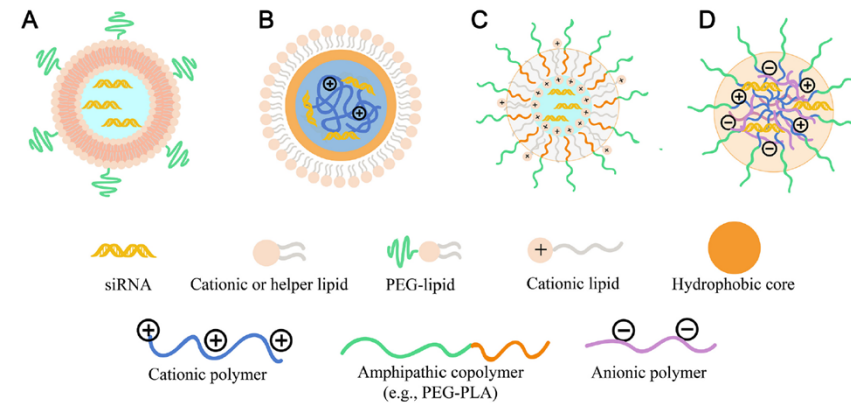 A
B
C
D
siRNA
Cationic or helper lipid
PEG-lipid
Cationic lipid
Hydrophobic core
Cationic polymer
Amphipathic copolymer
(e.g., PEG-PLA)
Anionic polymer